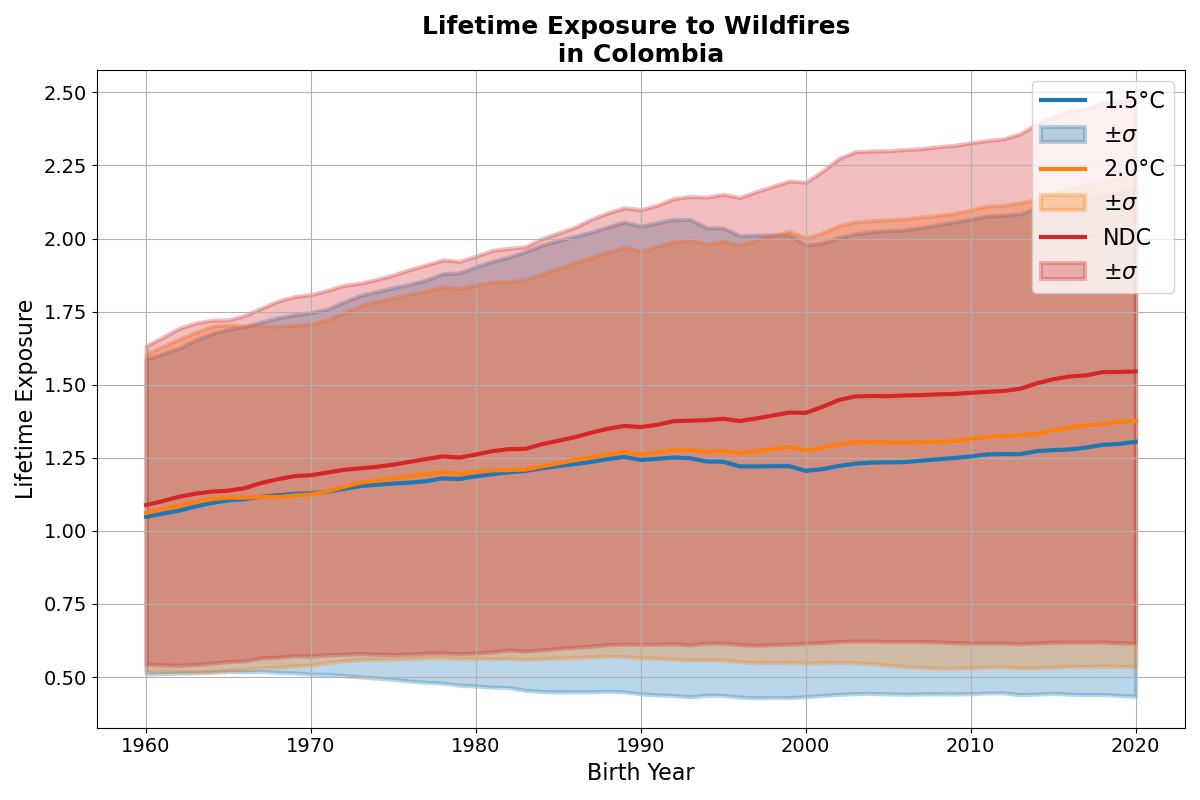 Lifetime Exposure to Wildfires
in Colombia
1.5°C
±σ
2.0°C
±σ
NDC
±σ
Lifetime Exposure
2.50
2.25
2.00
1.75
1.50
1.25
1.00
0.75
0.50
1960
1970
1980
1990
2000
2010
2020
Birth Year